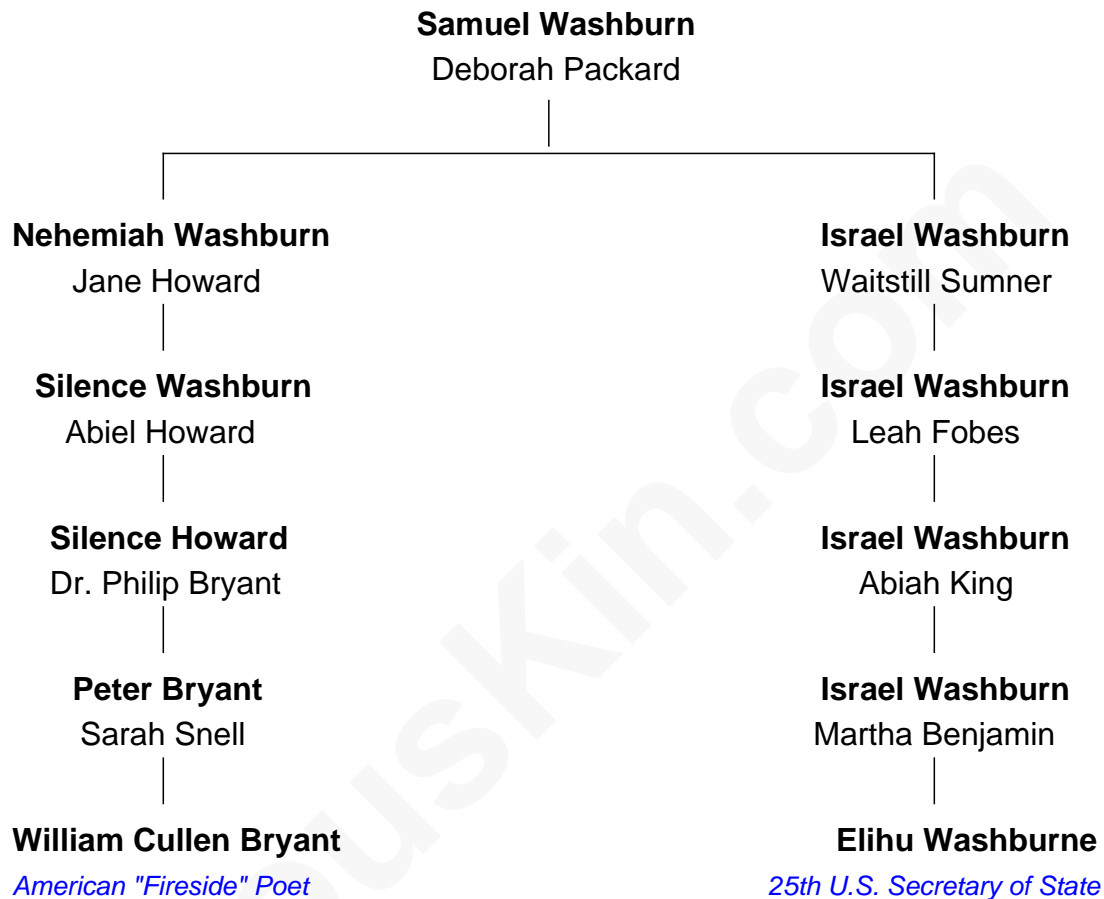 Samuel Washburn
Deborah Packard
Nehemiah Washburn
Jane Howard
Israel Washburn
Waitstill Sumner
Silence Washburn
Abiel Howard
Israel Washburn
Leah Fobes
Silence Howard
Dr. Philip Bryant
Israel Washburn
Abiah King
Peter Bryant
Sarah Snell
Israel Washburn
Martha Benjamin
William Cullen Bryant
American "Fireside" Poet
Elihu Washburne
25th U.S. Secretary of State
ousKin.com